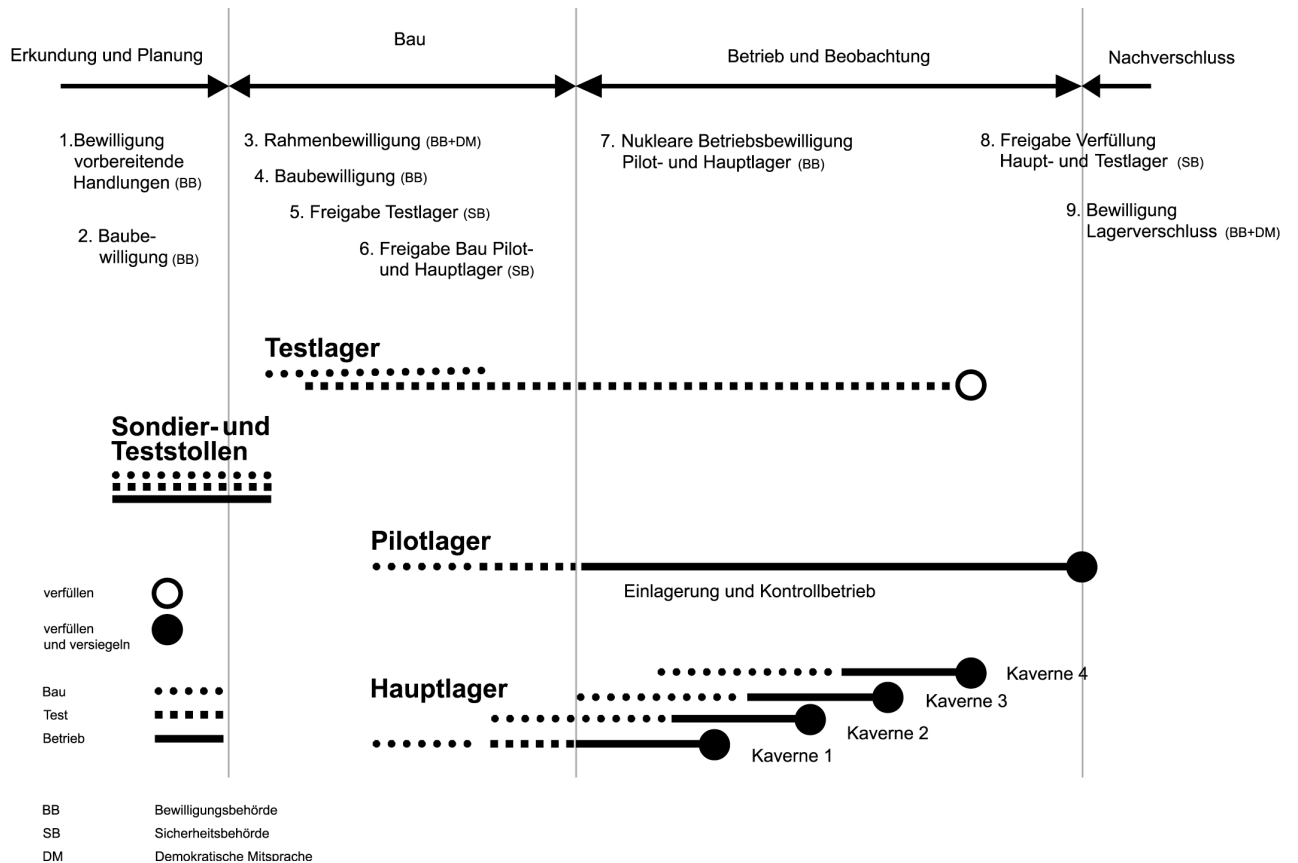 Erkundung und Planung
Bau
Betrieb und Beobachtung
Nachverschluss
1.Bewilligung
vorbereitende
Handlungen (BB)
2. Baube-
willigung (BB)
3. Rahmenbewilligung (BB+DM)
4. Baubewilligung (BB)
5. Freigabe Testlager (SB)
6. Freigabe Bau Pilot-
und Hauptlager (SB)
7. Nukleare Betriebsbewilligung
Pilot- und Hauptlager (BB)
8. Freigabe Verfüllung
Haupt- und Testlager (SB)
9. Bewilligung
Lagerverschluss (BB+DM)
Testlager
Sondier- und
Teststollen
Pilotlager
Einlagerung und Kontrollbetrieb
Hauptlager
Kaverne 4
Kaverne 3
Kaverne 2
Kaverne 1
verfüllen
verfüllen
und versiegeln
Bau
Test
Betrieb
BB Bewilligungsbehörde
SB Sicherheitsbehörde
DM Demokratische Mitsprache